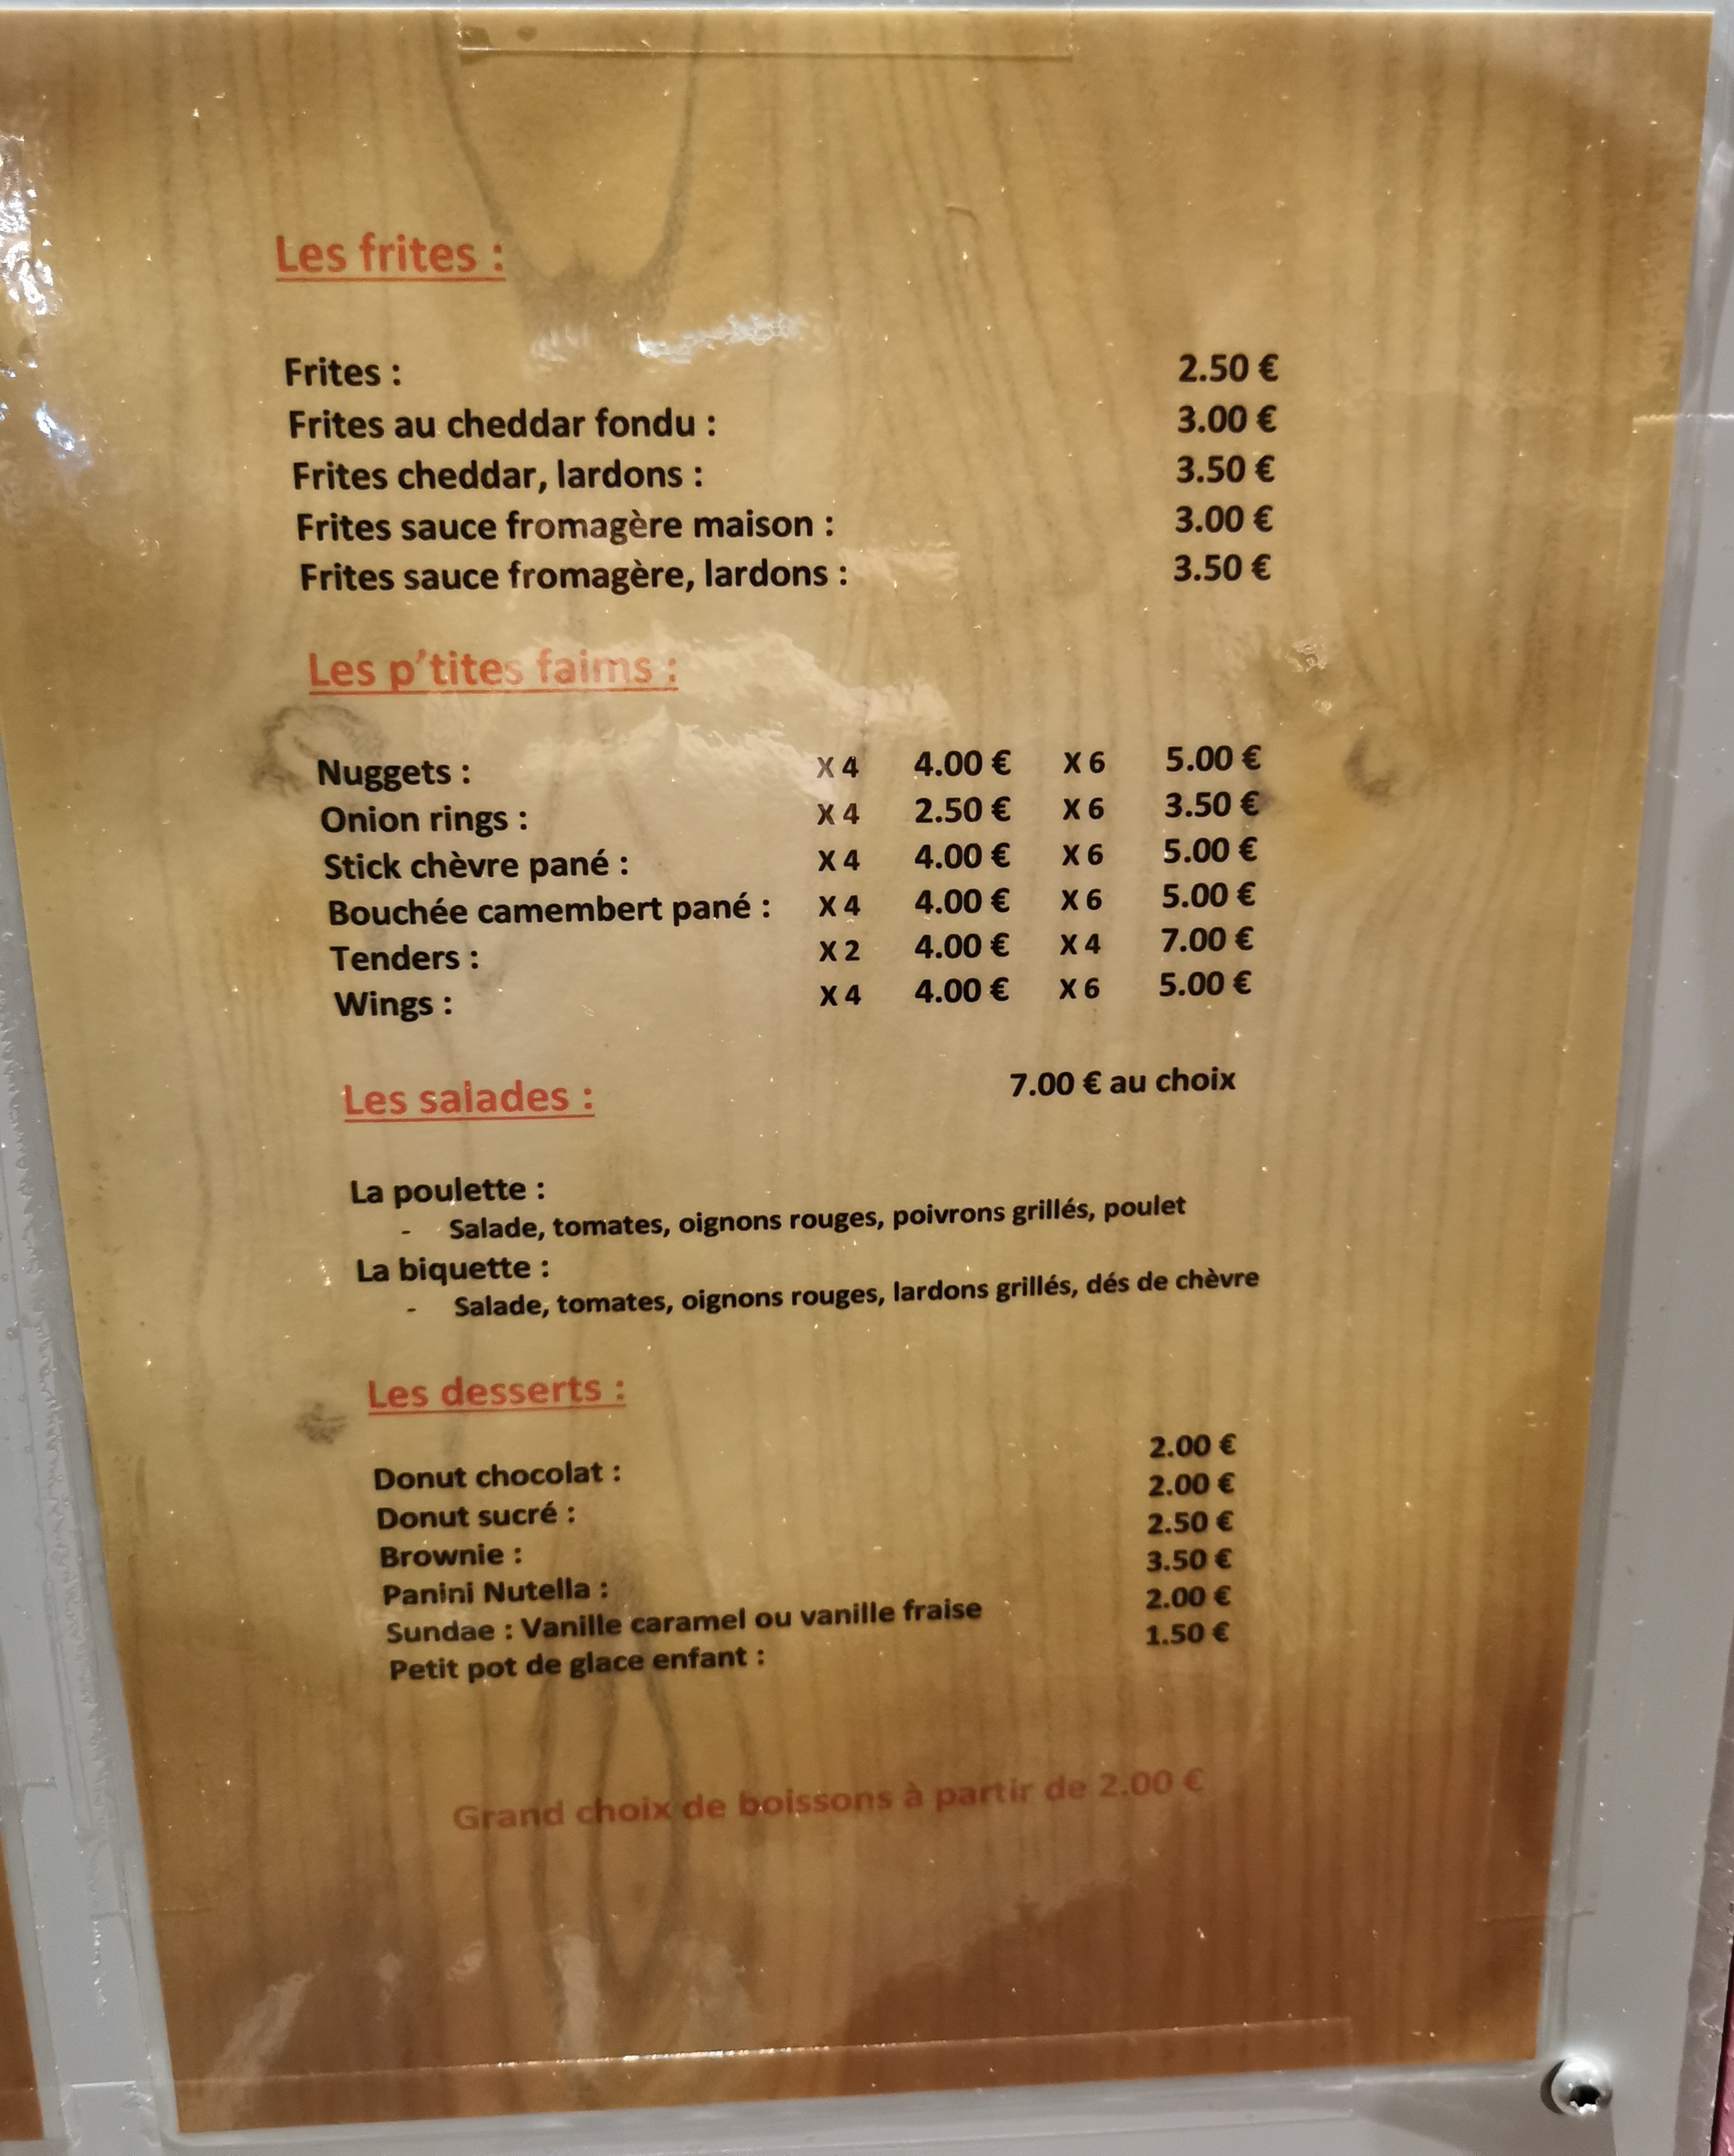 Les frites :
Frites : 2.50 €
Frites au cheddar fondu : 3.00 €
Frites cheddar, lardons : 3.50 €
Frites sauce fromagère maison : 3.00 €
Frites sauce fromagère, lardons : 3.50 €
Les p'tites faims :
Nuggets : X 4 4.00 € X 6 5.00 €
Onion rings : X 4 2.50 € X 6 3.50 €
Stick chèvre pané : X 4 4.00 € X 6 5.00 €
Bouchée camembert pané : X 4 4.00 € X 6 5.00 €
Tenders : X 2 4.00 € X 4 7.00 €
Wings : X 4 4.00 € X 6 5.00 €
Les salades : 7.00 € au choix
La poulette :
- Salade, tomates, oignons rouges, poivrons grillés, poulet
La biquette :
- Salade, tomates, oignons rouges, lardons grillés, dés de chèvre
Les desserts :
Donut chocolat : 2.00 €
Donut sucré : 2.00 €
Brownie : 2.50 €
Panini Nutella : 3.50 €
Sundae : Vanille caramel ou vanille fraise 2.00 €
Petit pot de glace enfant : 1.50 €
Grand choix de boissons à partir de 2.00 €